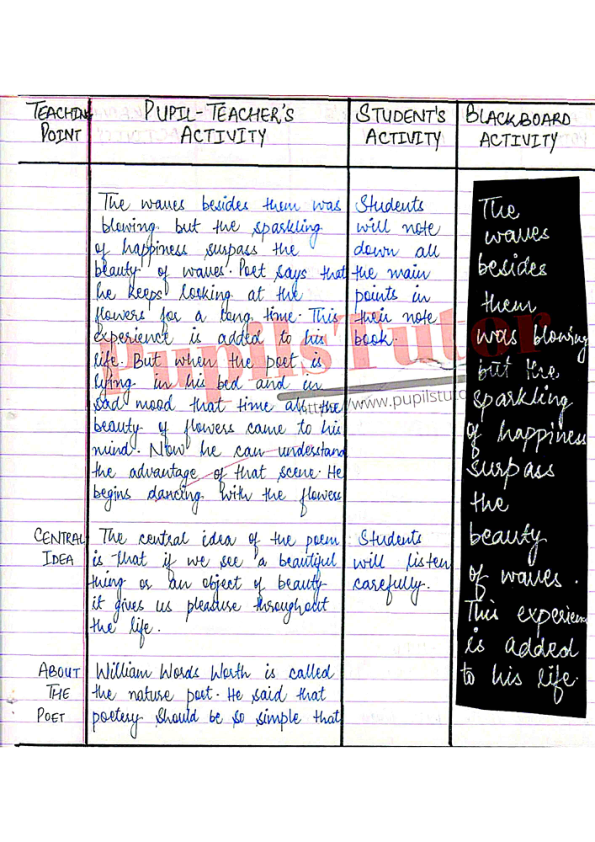 TEACHING POINT
PUPIL-TEACHER'S ACTIVITY
STUDENT'S ACTIVITY
BLACKBOARD ACTIVITY
The waves besides them was
blowing. but the sparkling
of happiness surpass the
beauty of waves. Poet says that
he keeps looking at the
flowers for a long time. This
experience is added to his
life. But when the poet is
lying in his bed and in
sad mood that time all the
beauty of flowers came to his
mind. Now he can understand
the advantage of that scene. He
begins dancing with the flowers
Students
will note
down all
the main
points in
their note
book.
The
waves
besides
them
was blowing
but the
sparkling
of happiness
surpass
the
beauty
of waves.
This experien
is added
to his life.
CENTRAL
IDEA
The central idea of the poem
is that if we see a beautiful
thing or an object of beauty
it gives us pleasure throughout
the life.
Students
will listen
carefully.
ABOUT
THE
POET
William Words Worth is called
the nature poet. He said that
poetery should be so simple that
PupilsTutor
https://www.pupilstut